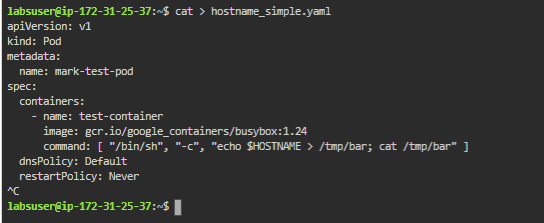 labsuser@ip-172-31-25-37:~$ cat > hostname_simple.yaml
apiVersion: v1
kind: Pod
metadata:
  name: mark-test-pod
spec:
  containers:
    - name: test-container
      image: gcr.io/google_containers/busybox:1.24
      command: [ "/bin/sh", "-c", "echo $HOSTNAME > /tmp/bar; cat /tmp/bar" ]
  dnsPolicy: Default
  restartPolicy: Never
^C
labsuser@ip-172-31-25-37:~$